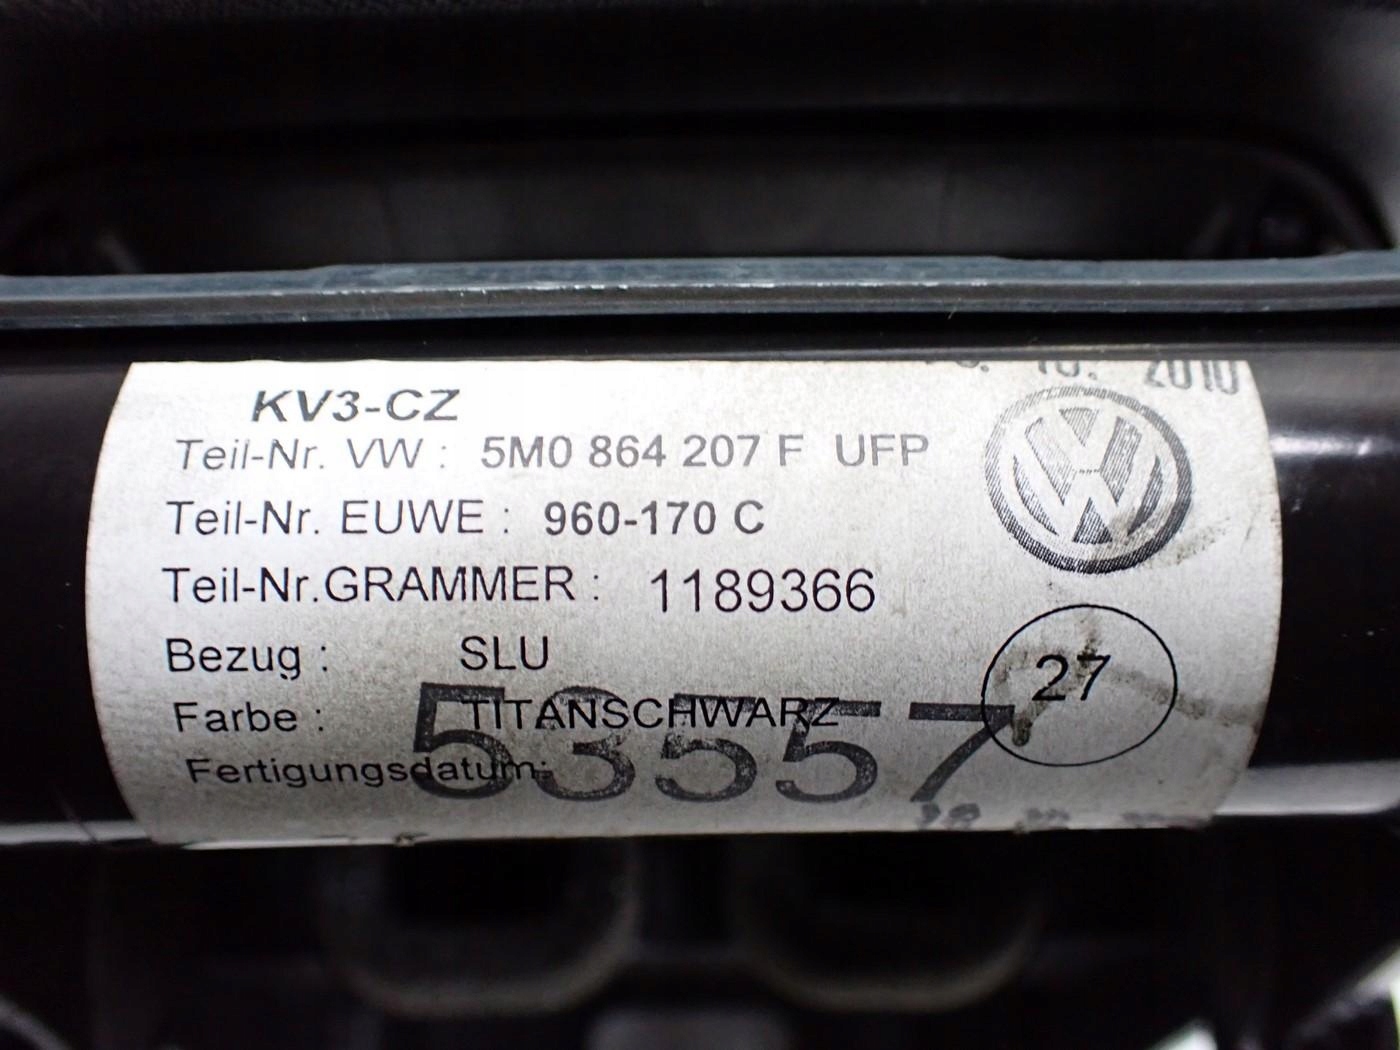 2010
KV3-CZ
Teil-Nr. VW : 5M0 864 207 F UFP
Teil-Nr. EUWE : 960-170 C
Teil-Nr.GRAMMER : 1189366
Bezug : SLU
27
Farbe : TITANSCHWARZ
53557
Fertigungsdatum: